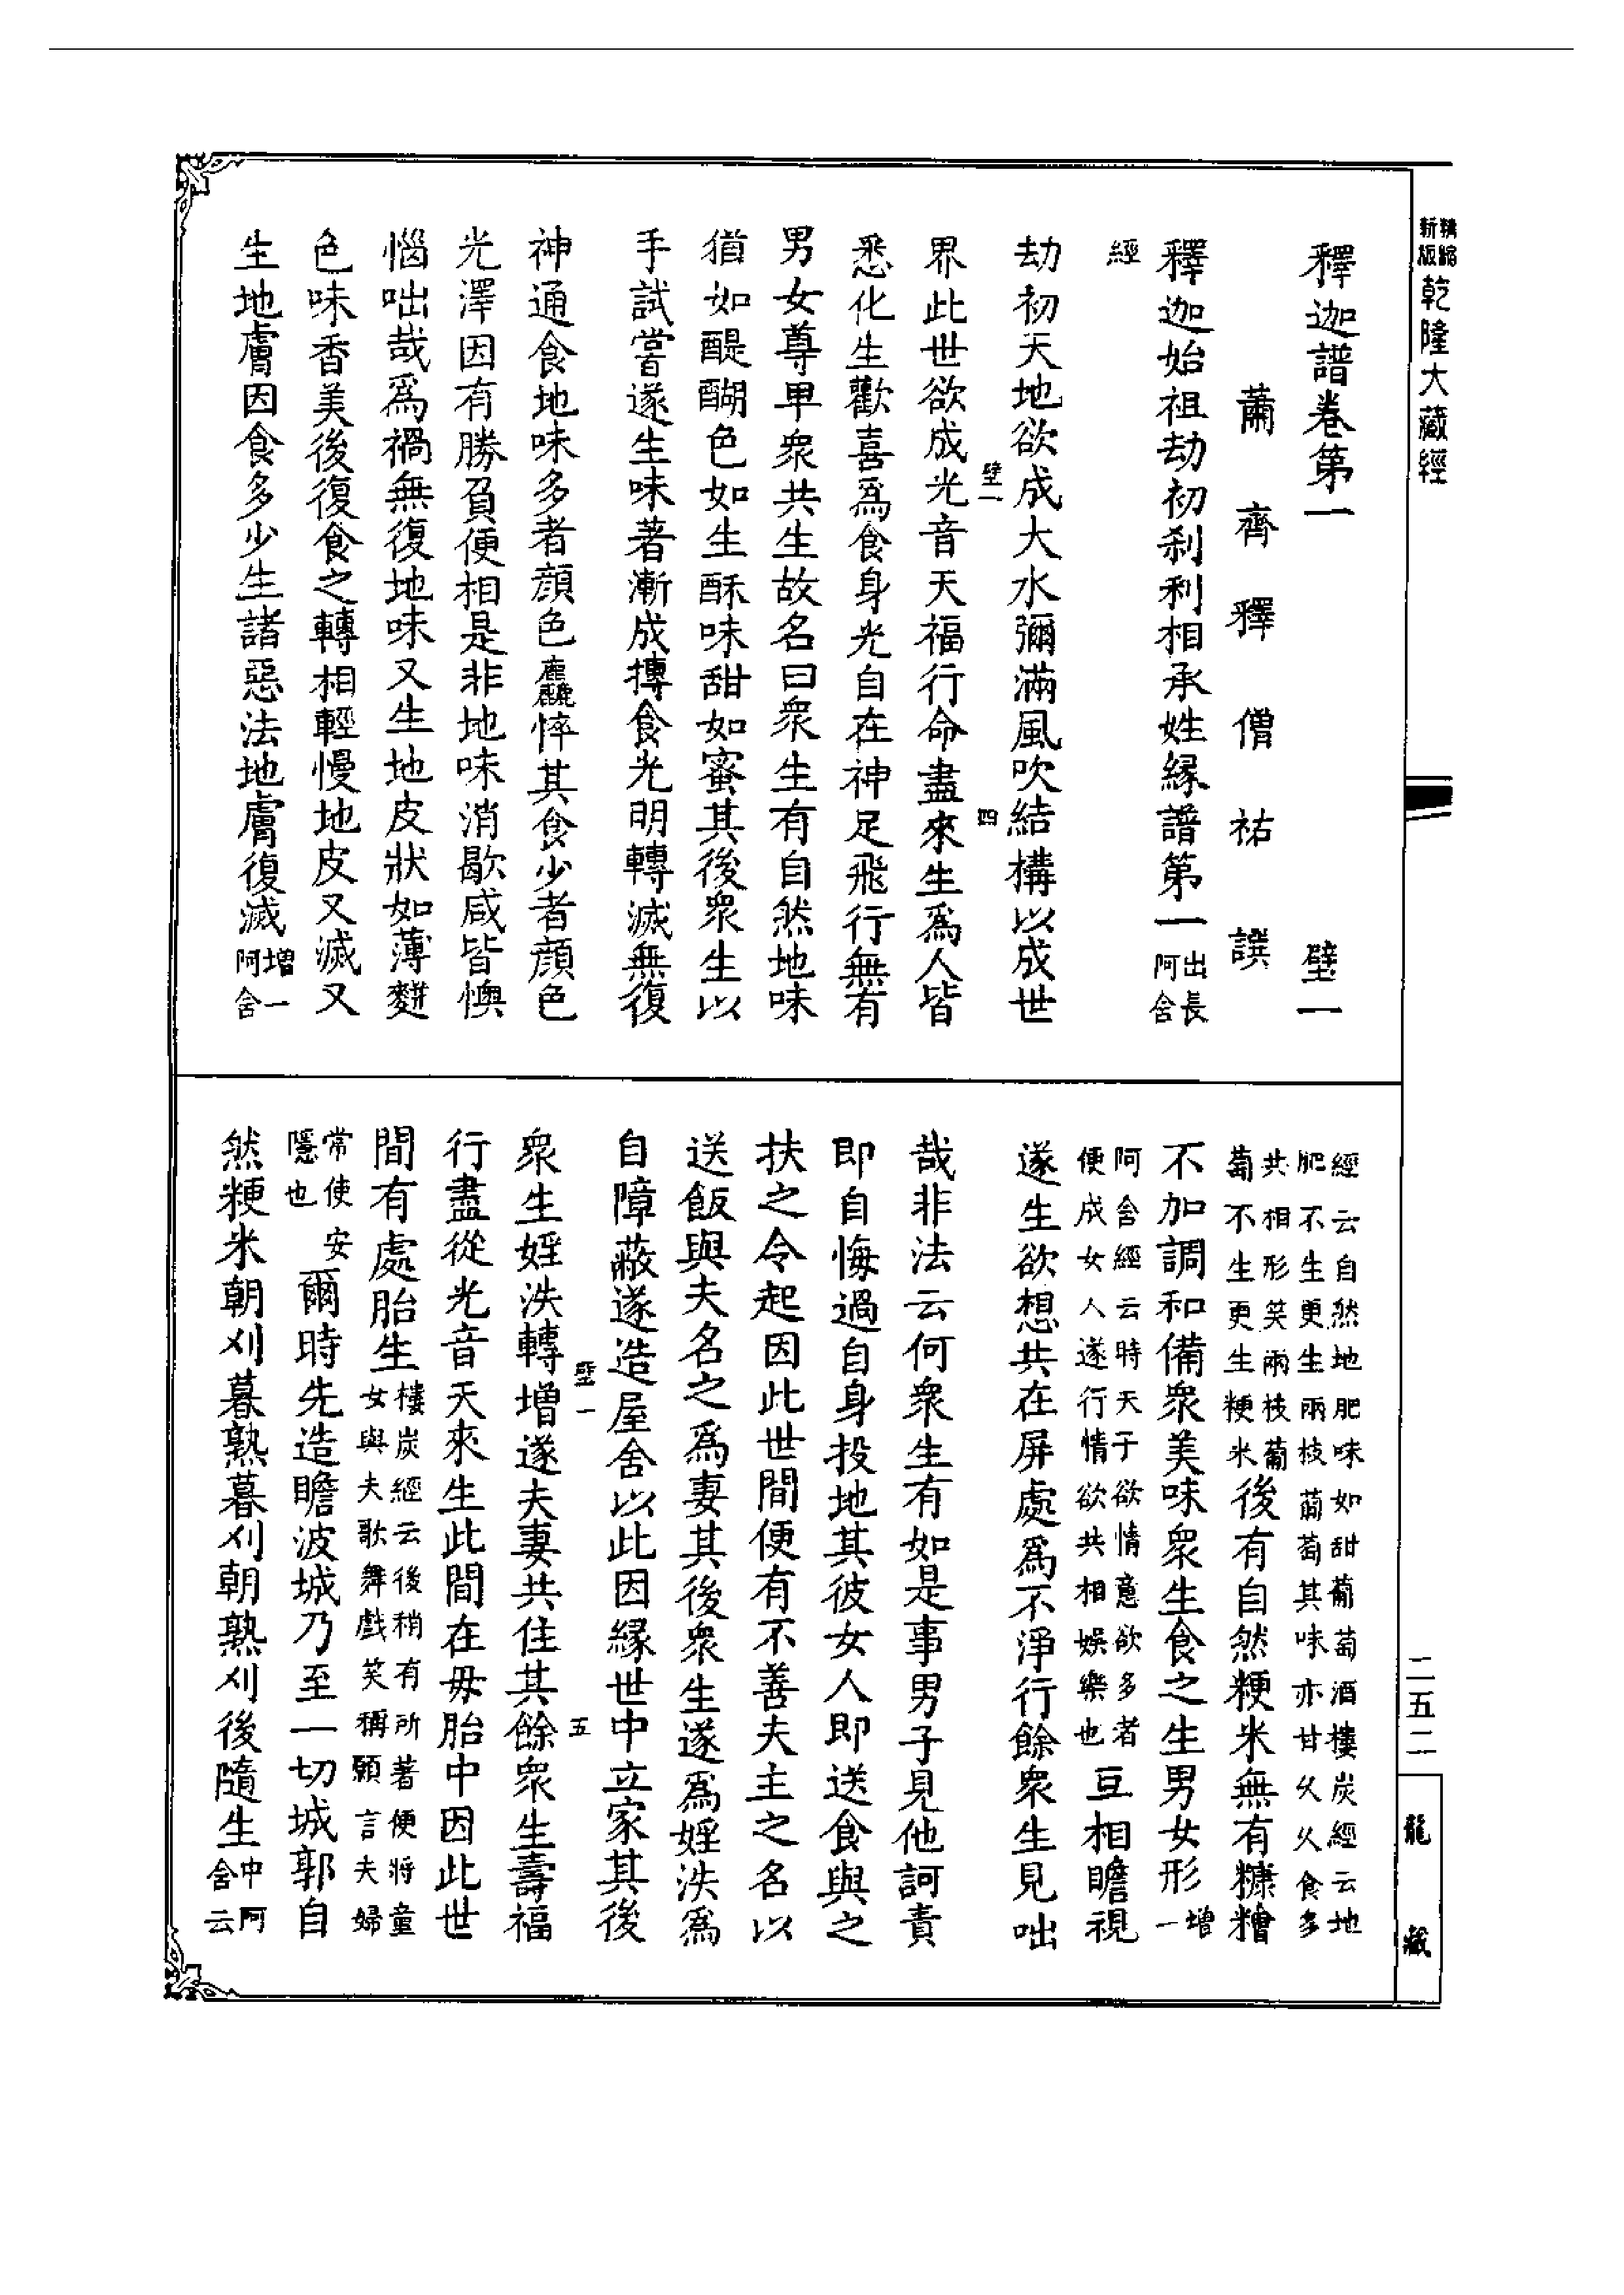 精縮
新版
乾隆大藏經
釋迦譜卷第一　　　　壁一
蕭齊釋僧祐譔
釋迦始祖劫初刹利相承姓緣譜第一出長阿含
經
劫初天地欲成大水彌滿風吹結構以成世
壁一　四
界此世欲成光音天福行命盡來生爲人皆
悉化生歡喜爲食身光自在神足飛行無有
男女尊卑衆共生故名曰衆生有自然地味
猶如醍醐色如生酥味甜如蜜其後衆生以
手試嘗遂生味著漸成摶食光明轉滅無復
神通食地味多者顔色麤悴其食少者顔色
光澤因有勝負便相是非地味消歇咸皆懊
惱咄哉爲禍無復地味又生地皮狀如薄麨
色味香美後復食之轉相輕慢地皮又滅又
生地膚因食多少生諸惡法地膚復滅增一阿含
經云自然地肥味如甜葡萄酒樓炭經云地
肥不生更生兩枝蔔萄其味亦甘久久食多
共相形笑兩枝葡
萄不生更生粳米
後有自然粳米無有糠糩
不加調和備衆美味衆生食之生男女形增一
阿含經云時天子欲情意欲多者
便成女人遂行情欲共相娛樂也
互相瞻視
遂生欲想共在屏處爲不淨行餘衆生見咄
哉非法云何衆生有如是事男子見他訶責
即自悔過自身投地其彼女人即送食與之
扶之令起因此世間便有不善夫主之名以
送飯與夫名之爲妻其後衆生遂爲婬泆爲
自障蔽遂造屋舍以此因緣世中立家其後
壁一　五
衆生婬泆轉增遂夫妻共住其餘衆生壽福
行盡從光音天來生此間在母胎中因此世
間有處胎生
樓炭經云後稍有所著便將童
女與夫歌舞戲笑稱願言夫婦
常使安
隱也
爾時先造瞻波城乃至一切城郭自
然粳米朝刈暮熟暮刈朝熟刈後隨生中阿含云
二五二
龍藏